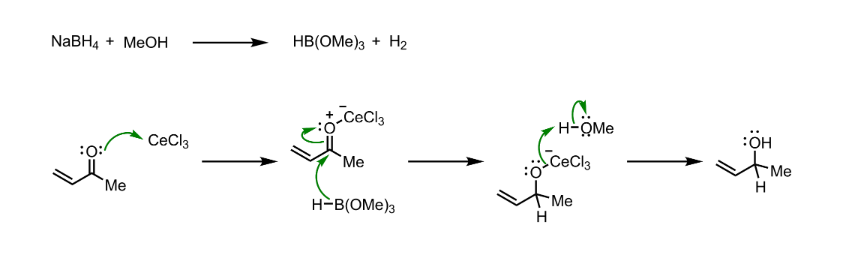 NaBH4 + MeOH HB(OMe)3 + H2
:O: CeCl3 Me
+ − :O CeCl3 Me H−B(OMe)3
H−OMe − :O CeCl3 Me H
OH Me H